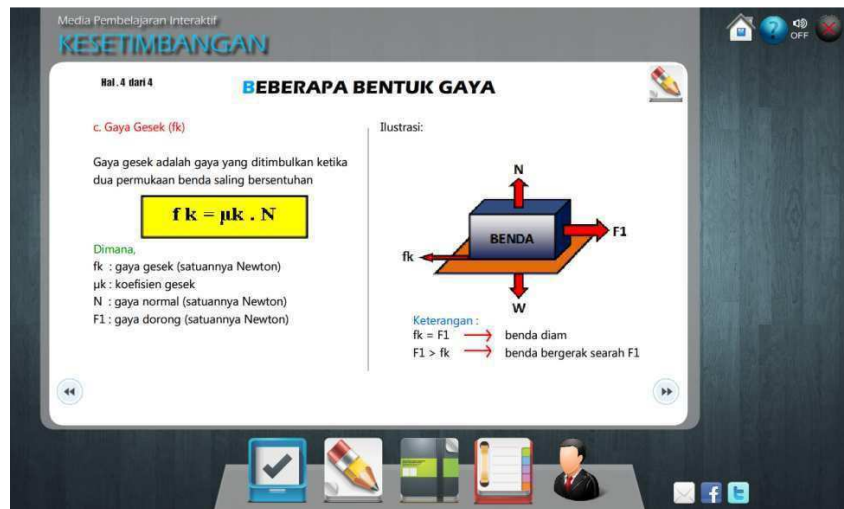 Media Pembelajaran Interaktif
KESETIMBANGAN
OFF
Hal. 4 dari 4
BEBERAPA BENTUK GAYA
c. Gaya Gesek (fk)
Gaya gesek adalah gaya yang ditimbulkan ketika
dua permukaan benda saling bersentuhan
f k = µk . N
Dimana,
fk : gaya gesek (satuannya Newton)
µk : koefisien gesek
N : gaya normal (satuannya Newton)
F1 : gaya dorong (satuannya Newton)
Ilustrasi:
N
BENDA
F1
fk
W
Keterangan :
fk = F1 → benda diam
F1 > fk → benda bergerak searah F1